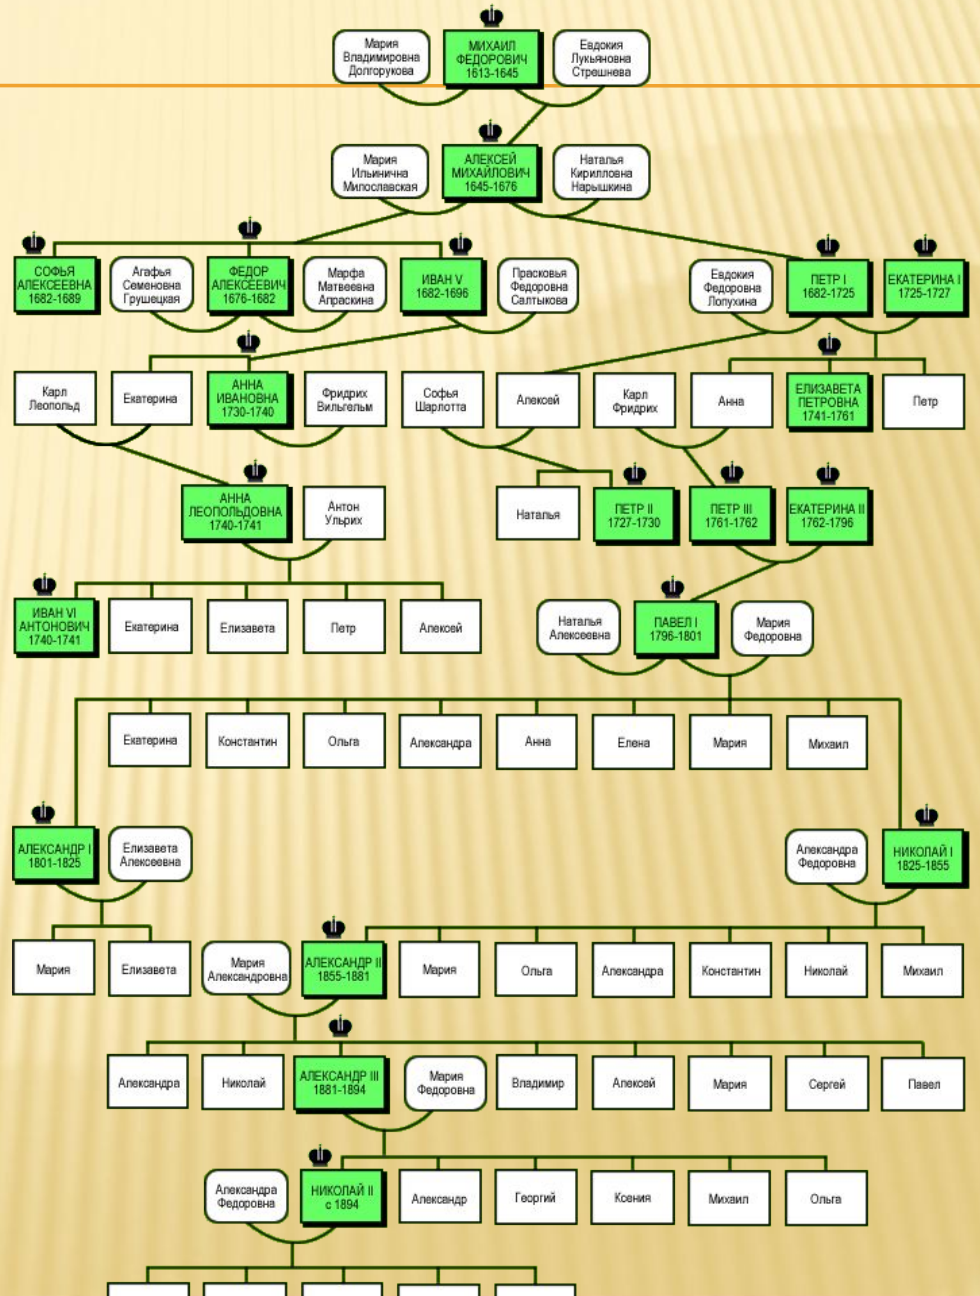 Мария
Владимировна
Долгорукова
МИХАИЛ
ФЕДОРОВИЧ
1613-1645
Евдокия
Лукьяновна
Стрешнева
Мария
Ильинична
Милославская
АЛЕКСЕЙ
МИХАЙЛОВИЧ
1645-1676
Наталья
Кирилловна
Нарышкина
СОФЬЯ
АЛЕКСЕЕВНА
1682-1689
Агафья
Семеновна
Грушецкая
ФЕДОР
АЛЕКСЕЕВИЧ
1676-1682
Марфа
Матвеевна
Апраскина
ИВАН V
1682-1696
Прасковья
Федоровна
Салтыкова
Евдокия
Федоровна
Лопухина
ПЕТР I
1682-1725
ЕКАТЕРИНА I
1725-1727
Карл
Леопольд
Екатерина
АННА
ИВАНОВНА
1730-1740
Фридрих
Вильгельм
Софья
Шарлотта
Алексей
Карл
Фридрих
Анна
ЕЛИЗАВЕТА
ПЕТРОВНА
1741-1761
Петр
АННА
ЛЕОПОЛЬДОВНА
1740-1741
Антон
Ульрих
Наталья
ПЕТР II
1727-1730
ПЕТР III
1761-1762
ЕКАТЕРИНА II
1762-1796
ИВАН VI
АНТОНОВИЧ
1740-1741
Екатерина
Елизавета
Петр
Алексей
Наталья
Алексеевна
ПАВЕЛ I
1796-1801
Мария
Федоровна
Екатерина
Константин
Ольга
Александра
Анна
Елена
Мария
Михаил
АЛЕКСАНДР I
1801-1825
Елизавета
Алексеевна
Александра
Федоровна
НИКОЛАЙ I
1825-1855
Мария
Елизавета
Мария
Александровна
АЛЕКСАНДР II
1855-1881
Мария
Ольга
Александра
Константин
Николай
Михаил
Александра
Николай
АЛЕКСАНДР III
1881-1894
Мария
Федоровна
Владимир
Алексей
Мария
Сергей
Павел
Александра
Федоровна
НИКОЛАЙ II
с 1894
Александр
Георгий
Ксения
Михаил
Ольга